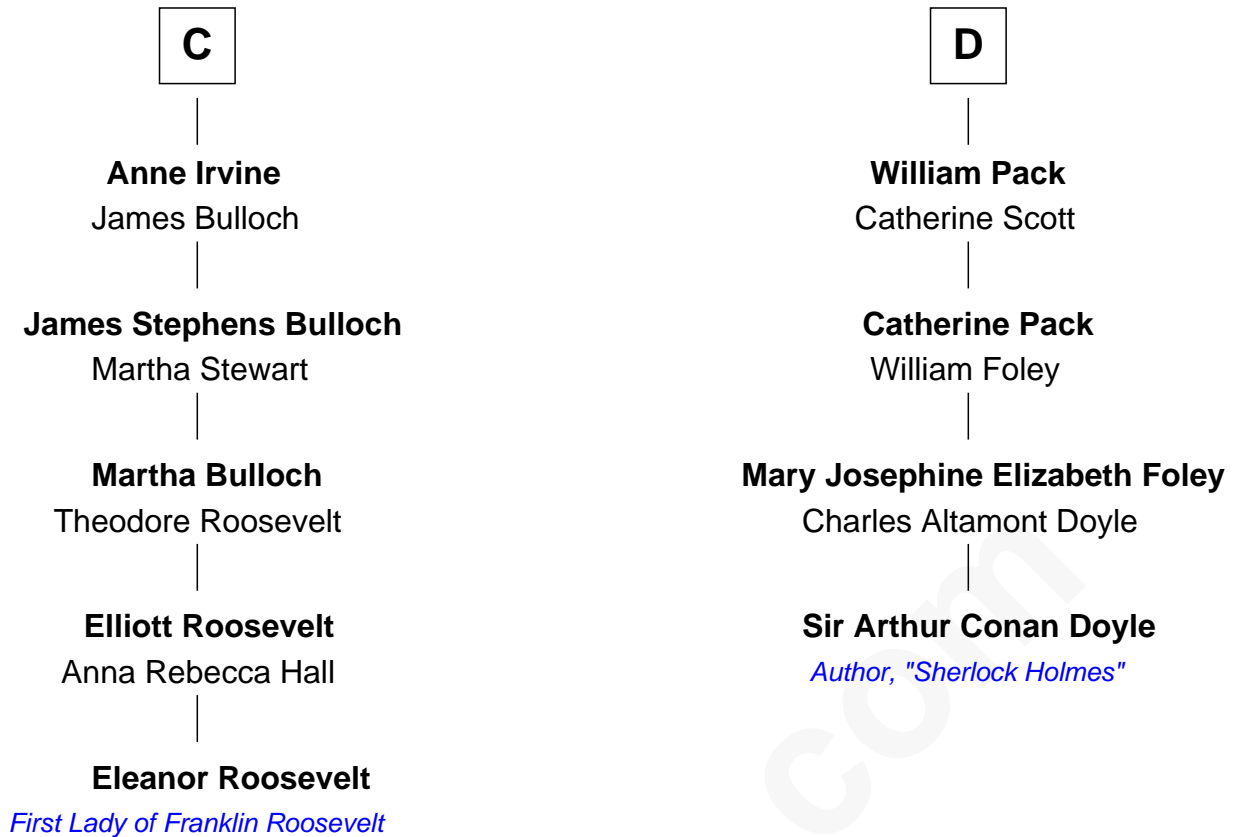 C
Anne Irvine
James Bulloch
James Stephens Bulloch
Martha Stewart
Martha Bulloch
Theodore Roosevelt
Elliott Roosevelt
Anna Rebecca Hall
Eleanor Roosevelt
First Lady of Franklin Roosevelt
D
William Pack
Catherine Scott
Catherine Pack
William Foley
Mary Josephine Elizabeth Foley
Charles Altamont Doyle
Sir Arthur Conan Doyle
Author, "Sherlock Holmes"
com